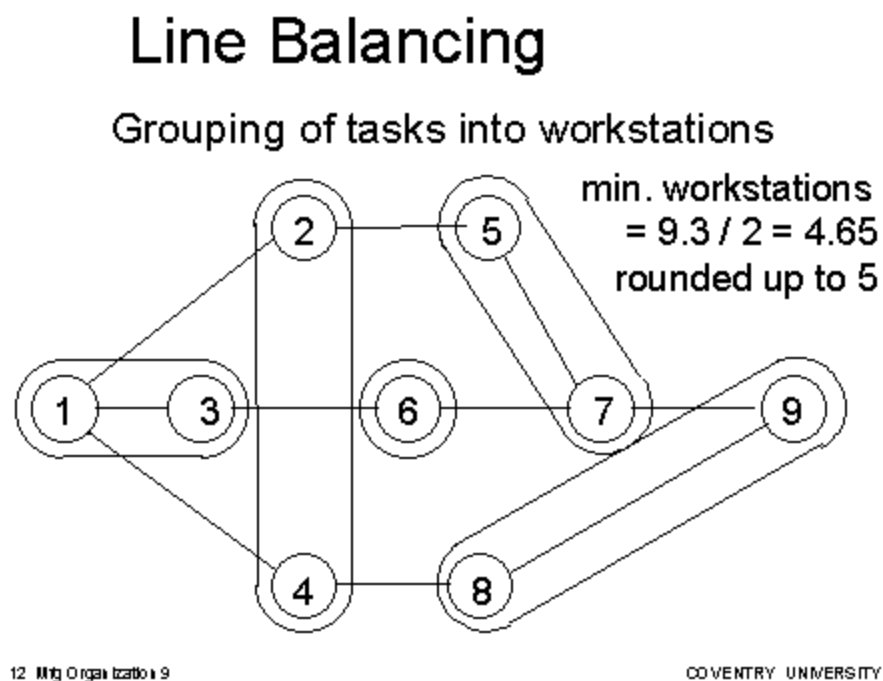 Line Balancing
Grouping of tasks into workstations
min. workstations
= 9.3 / 2 = 4.65
rounded up to 5
2
5
1
3
6
7
9
4
8
12 Mfg Organization 9
COVENTRY UNIVERSITY